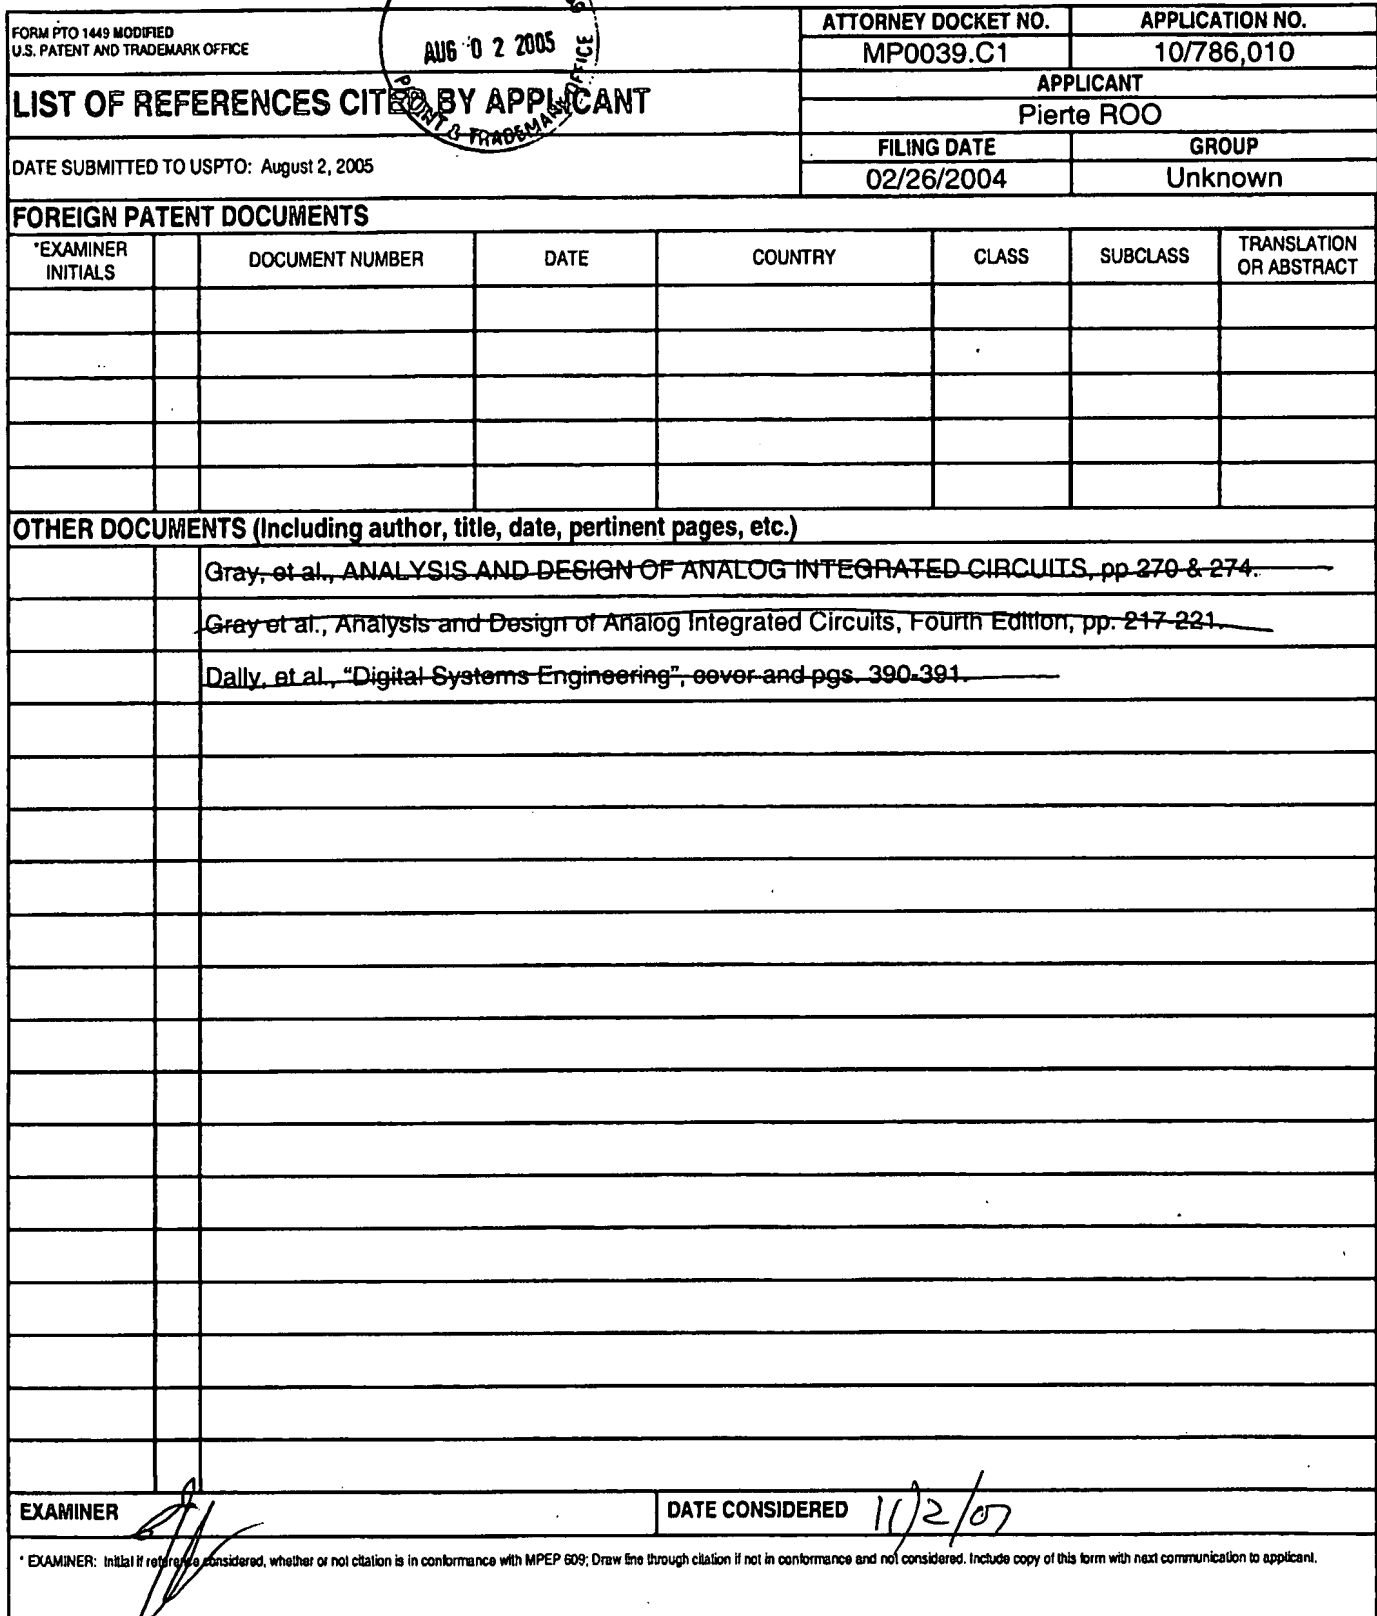 FORM PTO 1449 MODIFIED
U.S. PATENT AND TRADEMARK OFFICE
AUG 0 2 2005
ATTORNEY DOCKET NO.
APPLICATION NO.
MP0039.C1
10/786,010
LIST OF REFERENCES CITED BY APPLICANT
& TRADEMARK OFFICE
APPLICANT
Pierte ROO
DATE SUBMITTED TO USPTO: August 2, 2005
FILING DATE
GROUP
02/26/2004
Unknown
FOREIGN PATENT DOCUMENTS
*EXAMINER
INITIALS
DOCUMENT NUMBER
DATE
COUNTRY
CLASS
SUBCLASS
TRANSLATION
OR ABSTRACT
OTHER DOCUMENTS (Including author, title, date, pertinent pages, etc.)
Gray, et al., ANALYSIS AND DESIGN OF ANALOG INTEGRATED CIRCUITS, pp 270 & 274.
Gray et al., Analysis and Design of Analog Integrated Circuits, Fourth Edition, pp. 217-221.
Dally, et al., “Digital Systems Engineering”, cover and pgs. 390-391.
EXAMINER
DATE CONSIDERED 11/2/07
* EXAMINER: Initial if reference considered, whether or not citation is in conformance with MPEP 609; Draw line through citation if not in conformance and not considered. Include copy of this form with next communication to applicant.